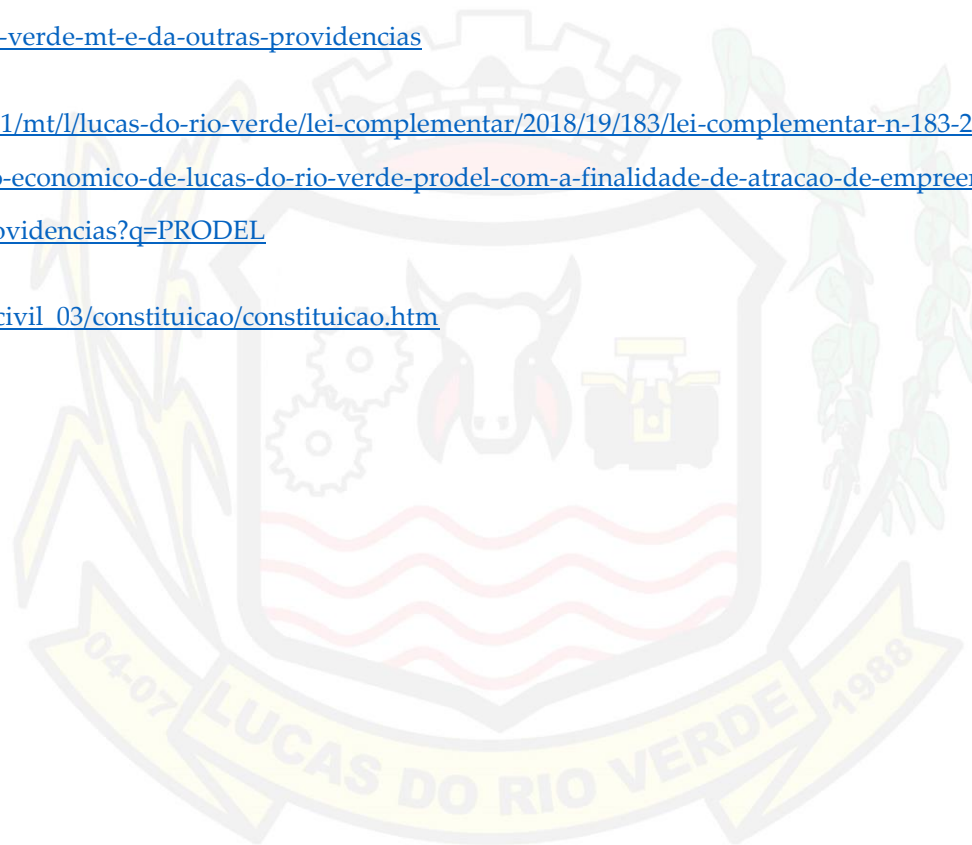 -verde-mt-e-da-outras-providencias
1/mt/l/lucas-do-rio-verde/lei-complementar/2018/19/183/lei-complementar-n-183-2
o-economico-de-lucas-do-rio-verde-prodel-com-a-finalidade-de-atracao-de-empreen
ovidencias?q=PRODEL
civil_03/constituicao/constituicao.htm
04-07 LUCAS DO RIO VERDE 1988